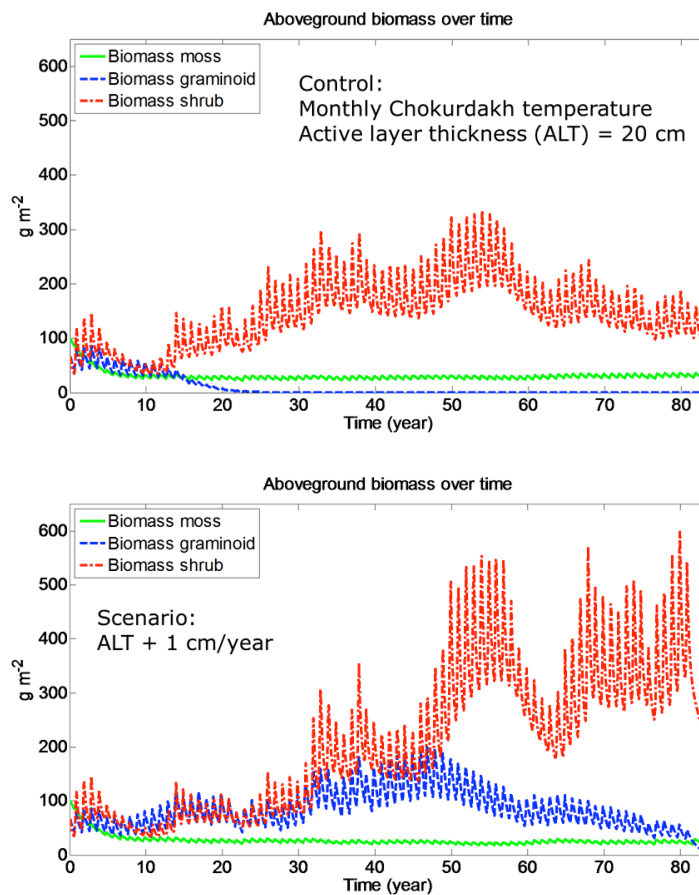 Aboveground biomass over time
Biomass moss
Biomass graminoid
Biomass shrub
Control:
Monthly Chokurdakh temperature
Active layer thickness (ALT) = 20 cm
600
500
400
300
200
100
0
g m-2
0 10 20 30 40 50 60 70 80
Time (year)
Aboveground biomass over time
Biomass moss
Biomass graminoid
Biomass shrub
Scenario:
ALT + 1 cm/year
600
500
400
300
200
100
0
g m-2
0 10 20 30 40 50 60 70 80
Time (year)